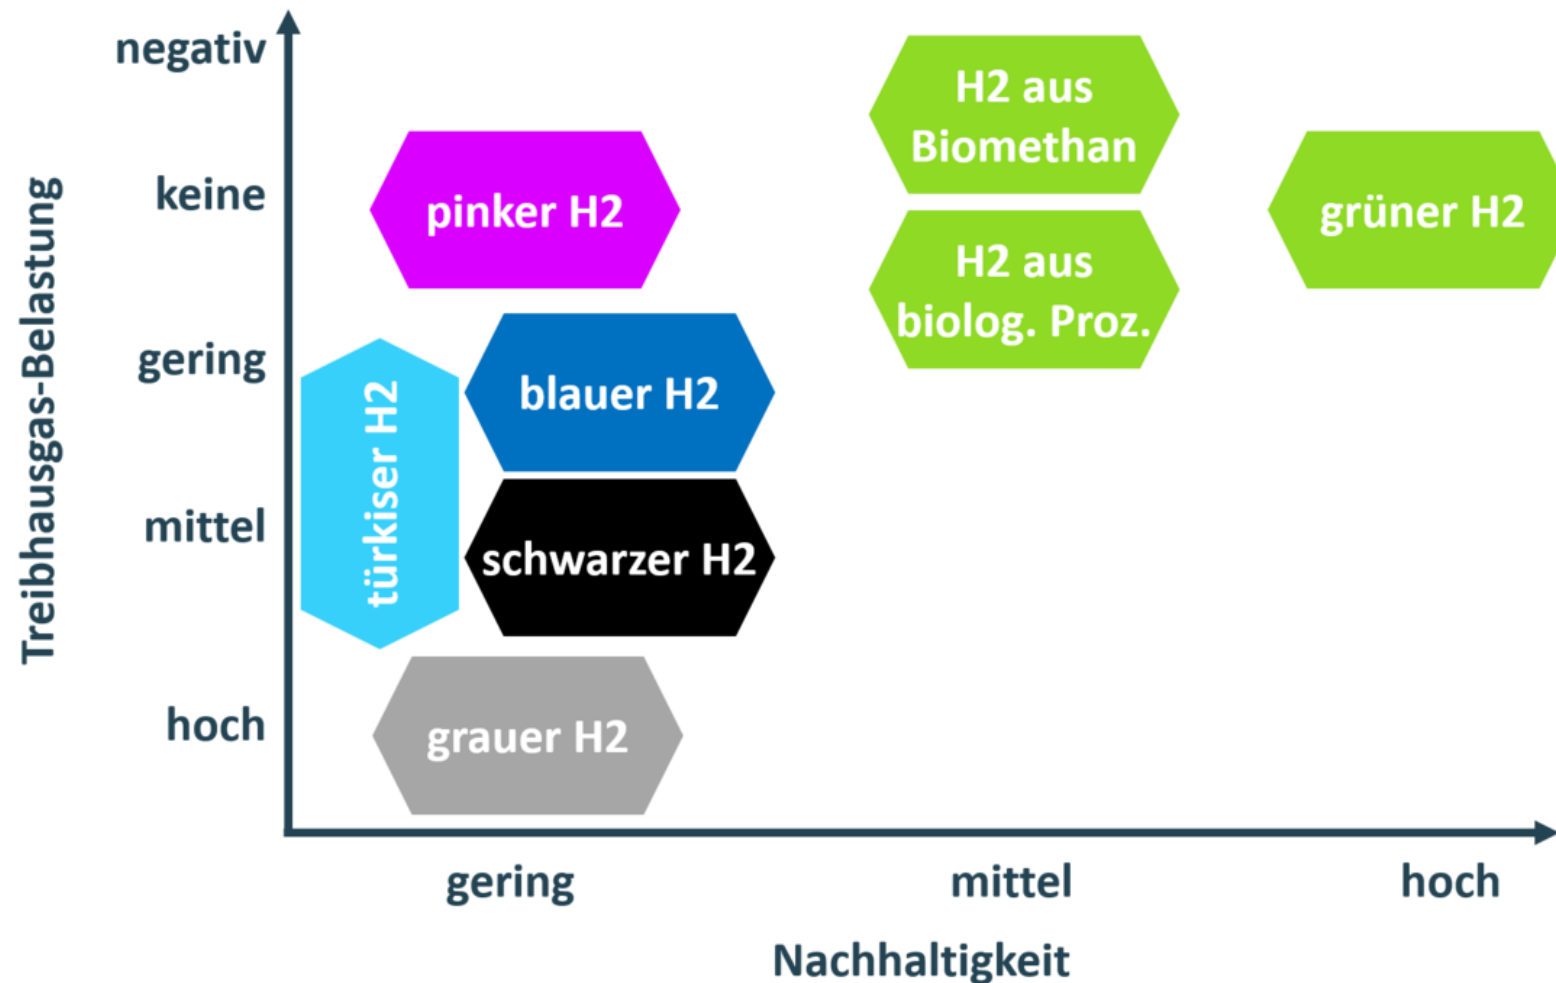 negativ
H2 aus
Biomethan
keine
pinker H2
grüner H2
H2 aus
biolog. Proz.
gering
blauer H2
türkiser H2
mittel
schwarzer H2
hoch
grauer H2
Treibhausgas-Belastung
gering
mittel
hoch
Nachhaltigkeit